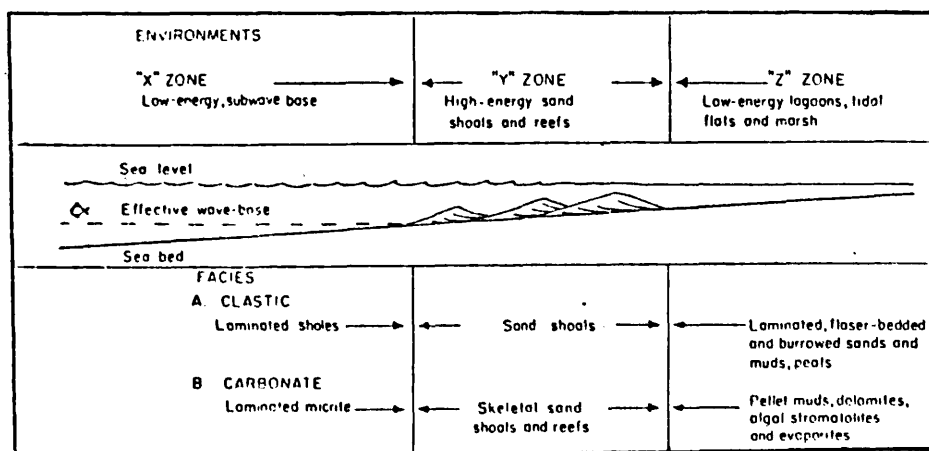 ENVIRONMENTS
"X" ZONE
Low-energy, subwave base
"Y" ZONE
High-energy sand
shoals and reefs
"Z" ZONE
Low-energy lagoons, tidal
flats and marsh
Sea level
Effective wave-base
Sea bed
FACIES
A. CLASTIC
Laminated shales
Sand shoals
Laminated, flaser-bedded
and burrowed sands and
muds, peats
B CARBONATE
Laminated micrite
Skeletal sand
shoals and reefs
Pellet muds, dolomites,
algal stromatolites
and evaporites